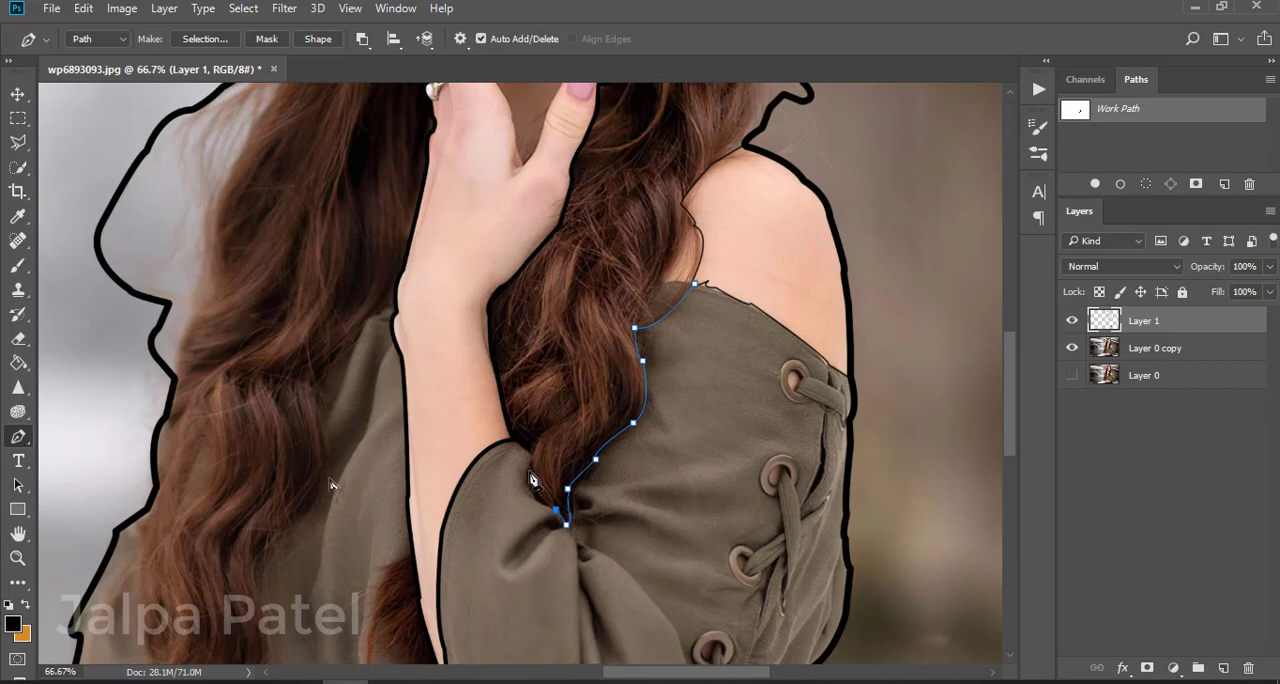 Ps File Edit Image Layer Type Select Filter 3D View Window Help
Path Make: Selection... Mask Shape Auto Add/Delete Align Edges
wp6893093.jpg @ 66.7% (Layer 1, RGB/8#) *
Channels Paths
Work Path
Layers
Kind
Normal Opacity: 100%
Lock: Fill: 100%
Layer 1
Layer 0 copy
Layer 0
Jalpa Patel
66.67% Doc: 28.1M/71.0M